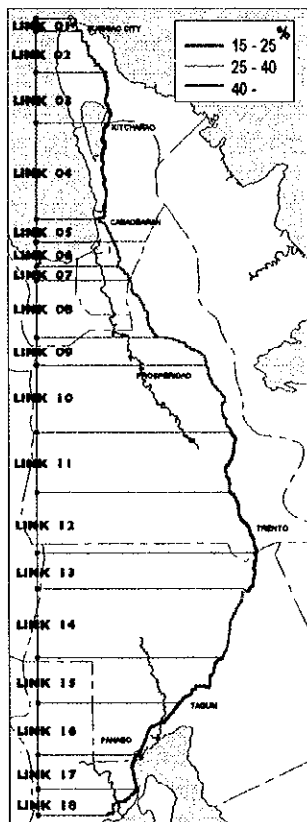 LINK 01
SURIGAO CITY
LINK 02
%
15 - 25
25 - 40
40 -
LINK 03
KITCHARAO
LINK 04
CABADBARAN
LINK 05
LINK 06
LINK 07
LINK 08
LINK 09
PROSPERIDAD
LINK 10
LINK 11
LINK 12
TRENTO
LINK 13
LINK 14
LINK 15
TAGUM
LINK 16
PANABO
LINK 17
LINK 18